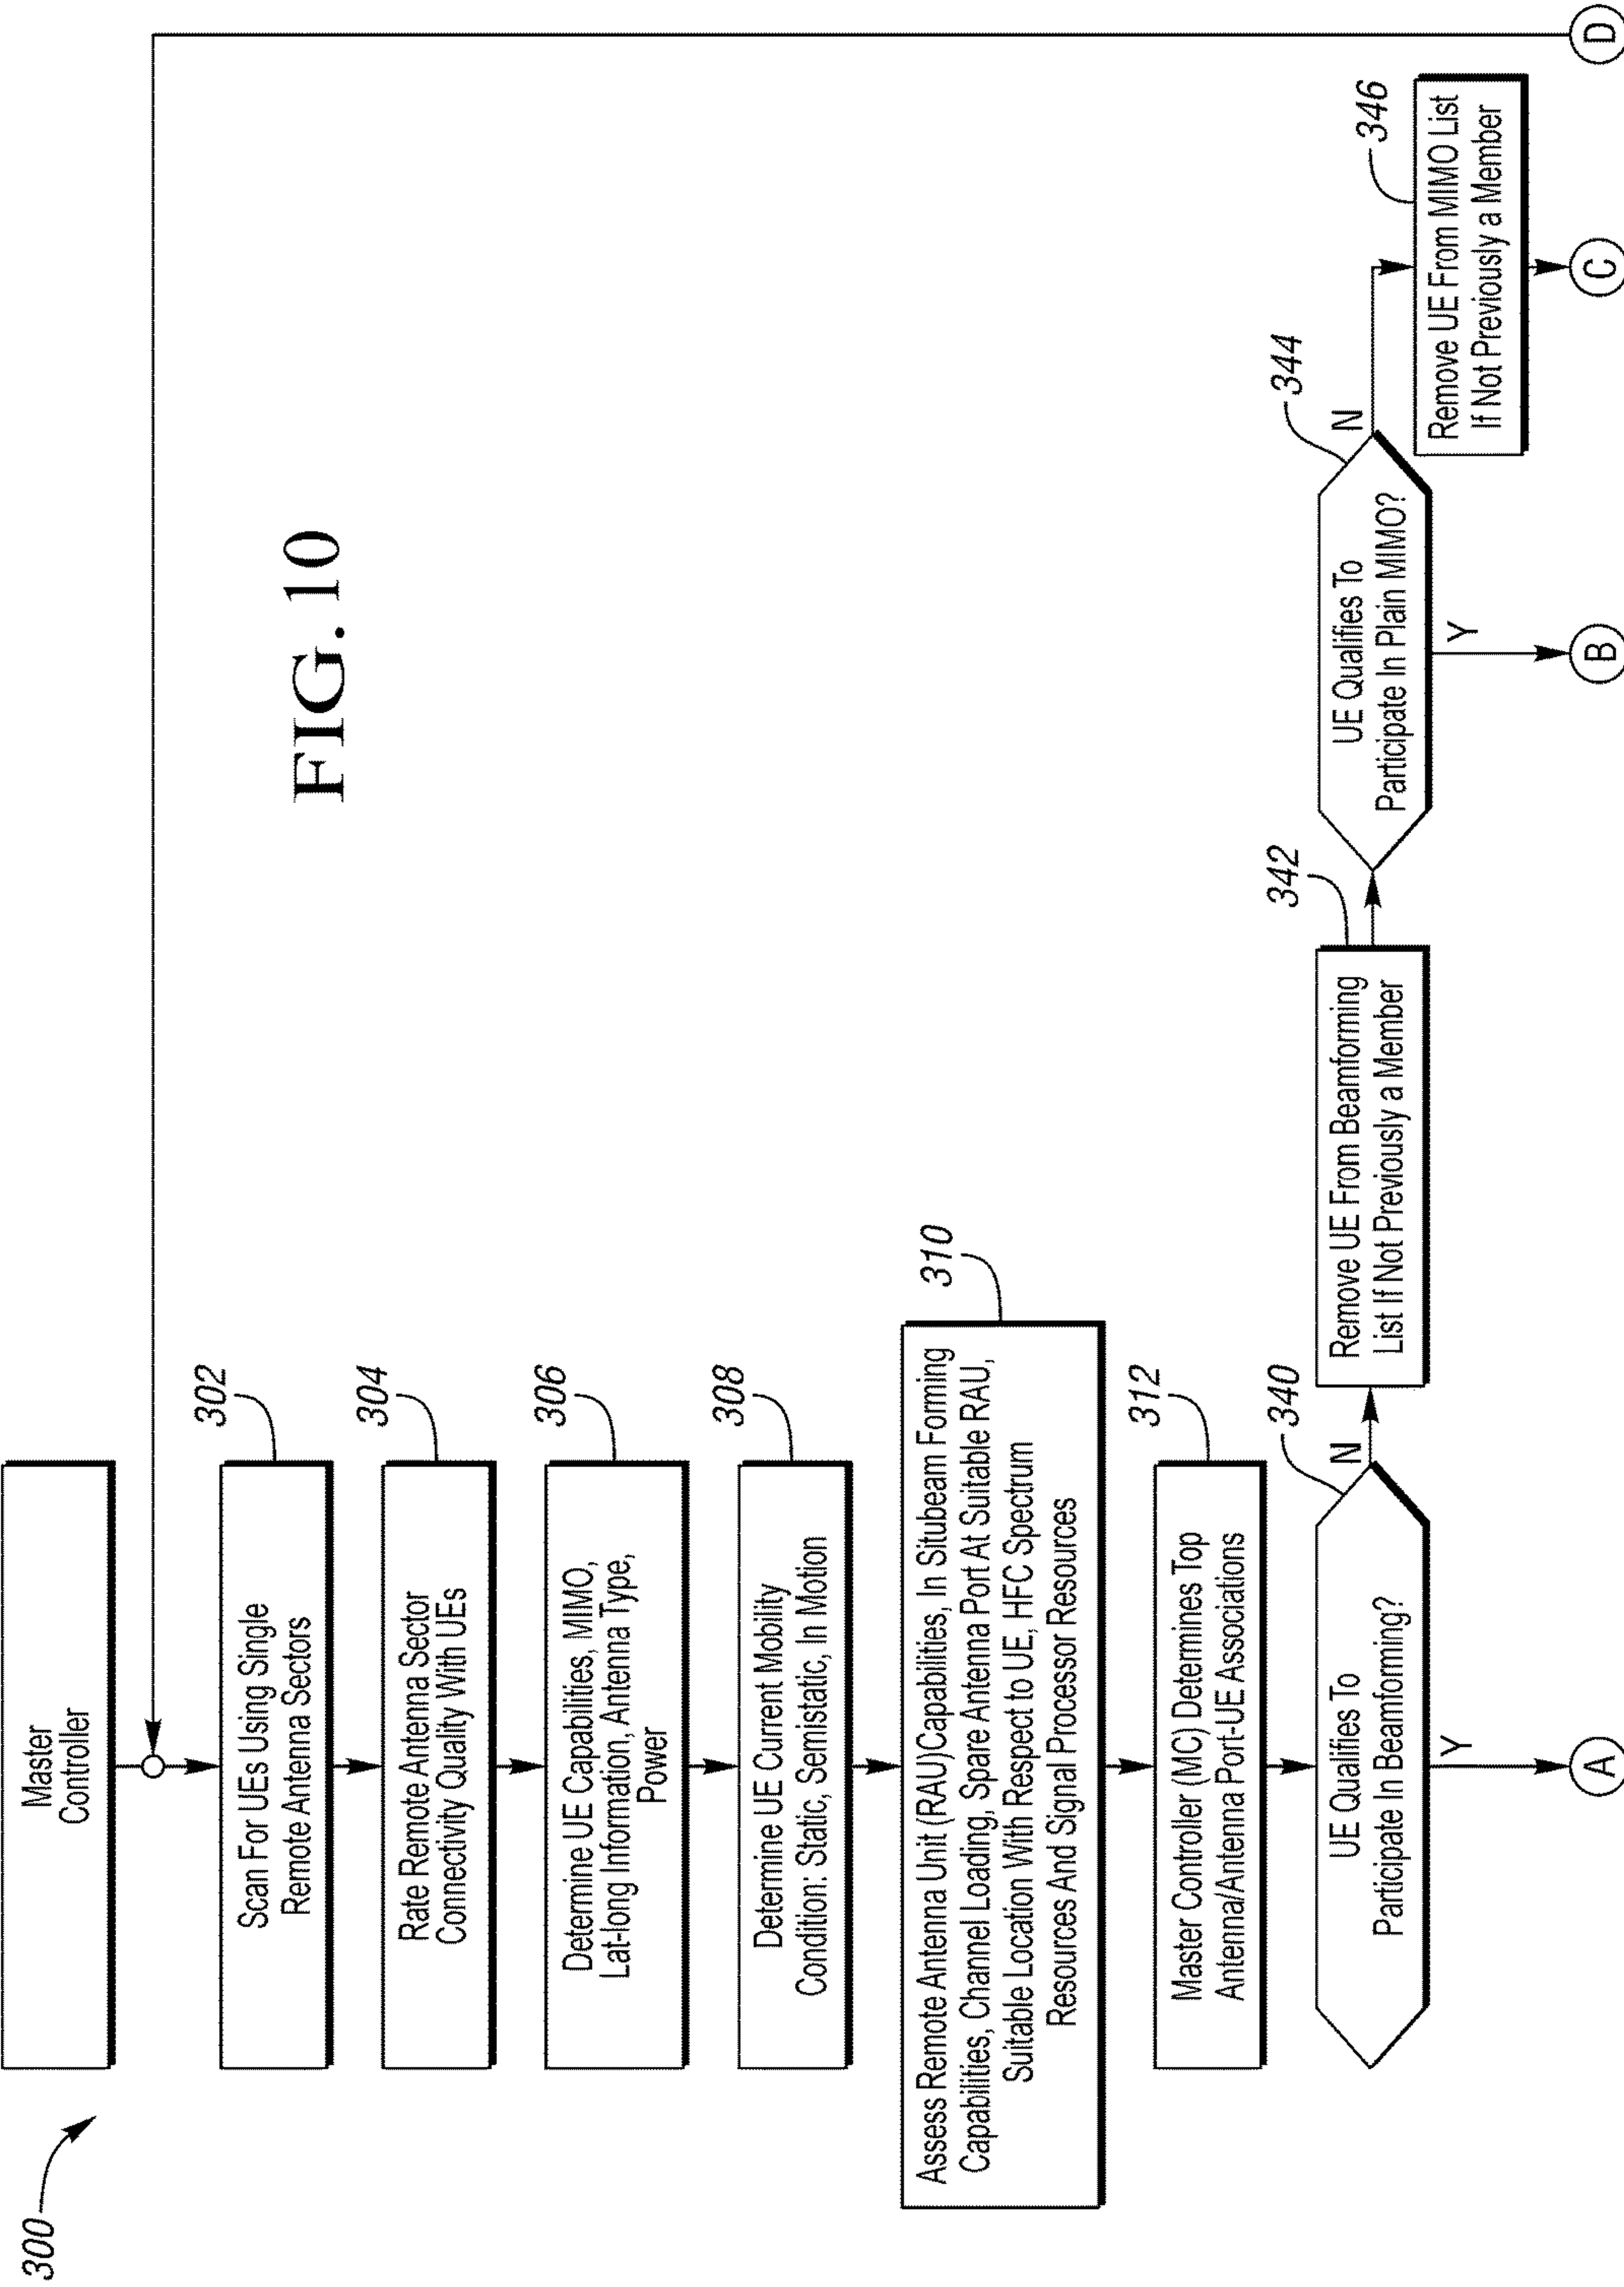 300
Master
Controller
302
Scan For UEs Using Single
Remote Antenna Sectors
304
Rate Remote Antenna Sector
Connectivity Quality With UEs
306
Determine UE Capabilities, MIMO,
Lat-long Information, Antenna Type,
Power
308
Determine UE Current Mobility
Condition: Static, Semistatic, In Motion
310
Assess Remote Antenna Unit (RAU)Capabilities, In Situbeam Forming
Capabilities, Channel Loading, Spare Antenna Port At Suitable RAU,
Suitable Location With Respect to UE, HFC Spectrum
Resources And Signal Processor Resources
312
Master Controller (MC) Determines Top
Antenna/Antenna Port-UE Associations
340
UE Qualifies To
Participate In Beamforming?
N
Y
A
342
Remove UE From Beamforming
List If Not Previously a Member
344
UE Qualifies To
Participate In Plain MIMO?
N
Y
B
346
Remove UE From MIMO List
If Not Previously a Member
C
D
FIG. 10